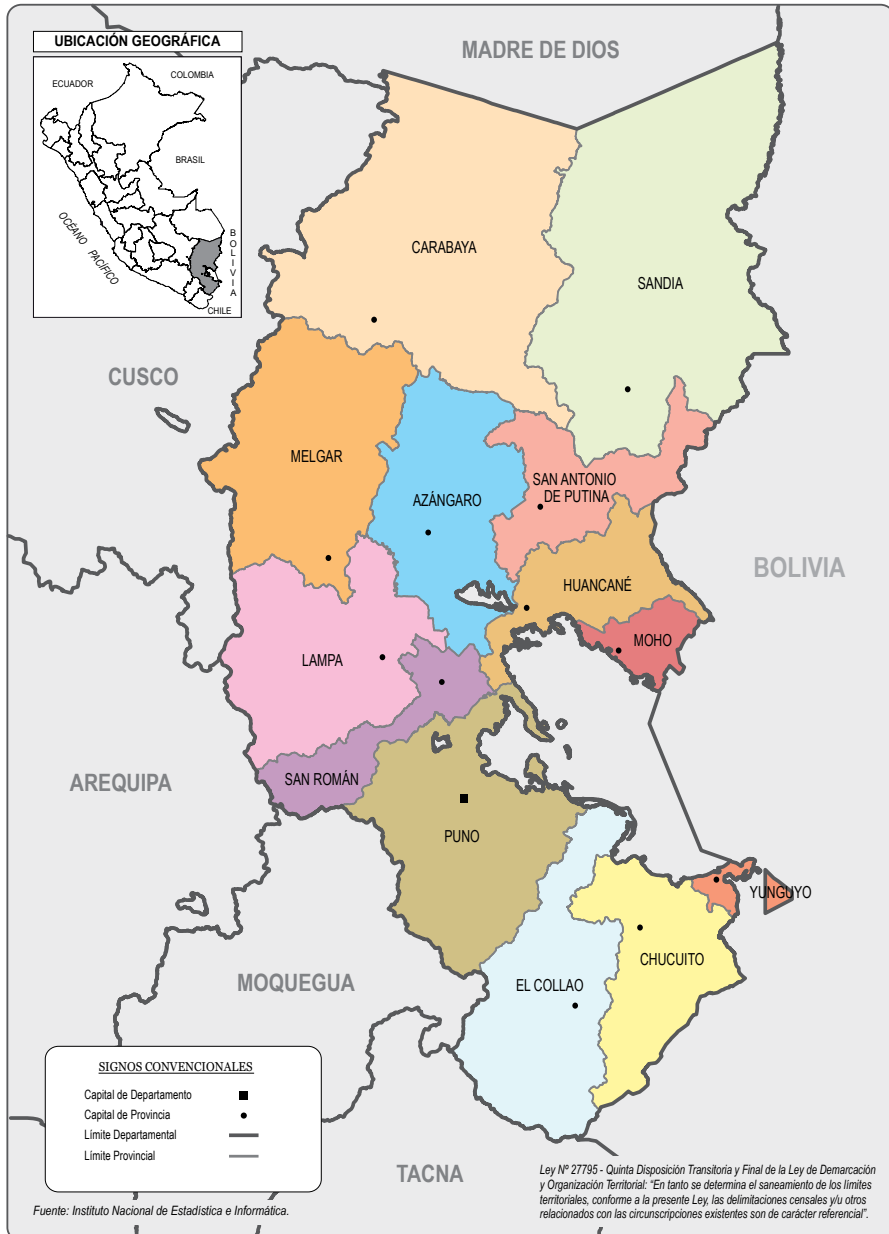 UBICACIÓN GEOGRÁFICA
ECUADOR
COLOMBIA
BRASIL
OCÉANO PACÍFICO
BOLIVIA
CHILE
MADRE DE DIOS
CARABAYA
SANDIA
CUSCO
MELGAR
AZÁNGARO
SAN ANTONIO
DE PUTINA
BOLIVIA
HUANCANÉ
MOHO
LAMPA
AREQUIPA
SAN ROMÁN
PUNO
YUNGUYO
CHUCUITO
MOQUEGUA
EL COLLAO
SIGNOS CONVENCIONALES
Capital de Departamento
Capital de Provincia
Límite Departamental
Límite Provincial
TACNA
Fuente: Instituto Nacional de Estadística e Informática.
Ley Nº 27795 - Quinta Disposición Transitoria y Final de la Ley de Demarcación
y Organización Territorial: “En tanto se determina el saneamiento de los límites
territoriales, conforme a la presente Ley, las delimitaciones censales y/u otros
relacionados con las circunscripciones existentes son de carácter referencial”.